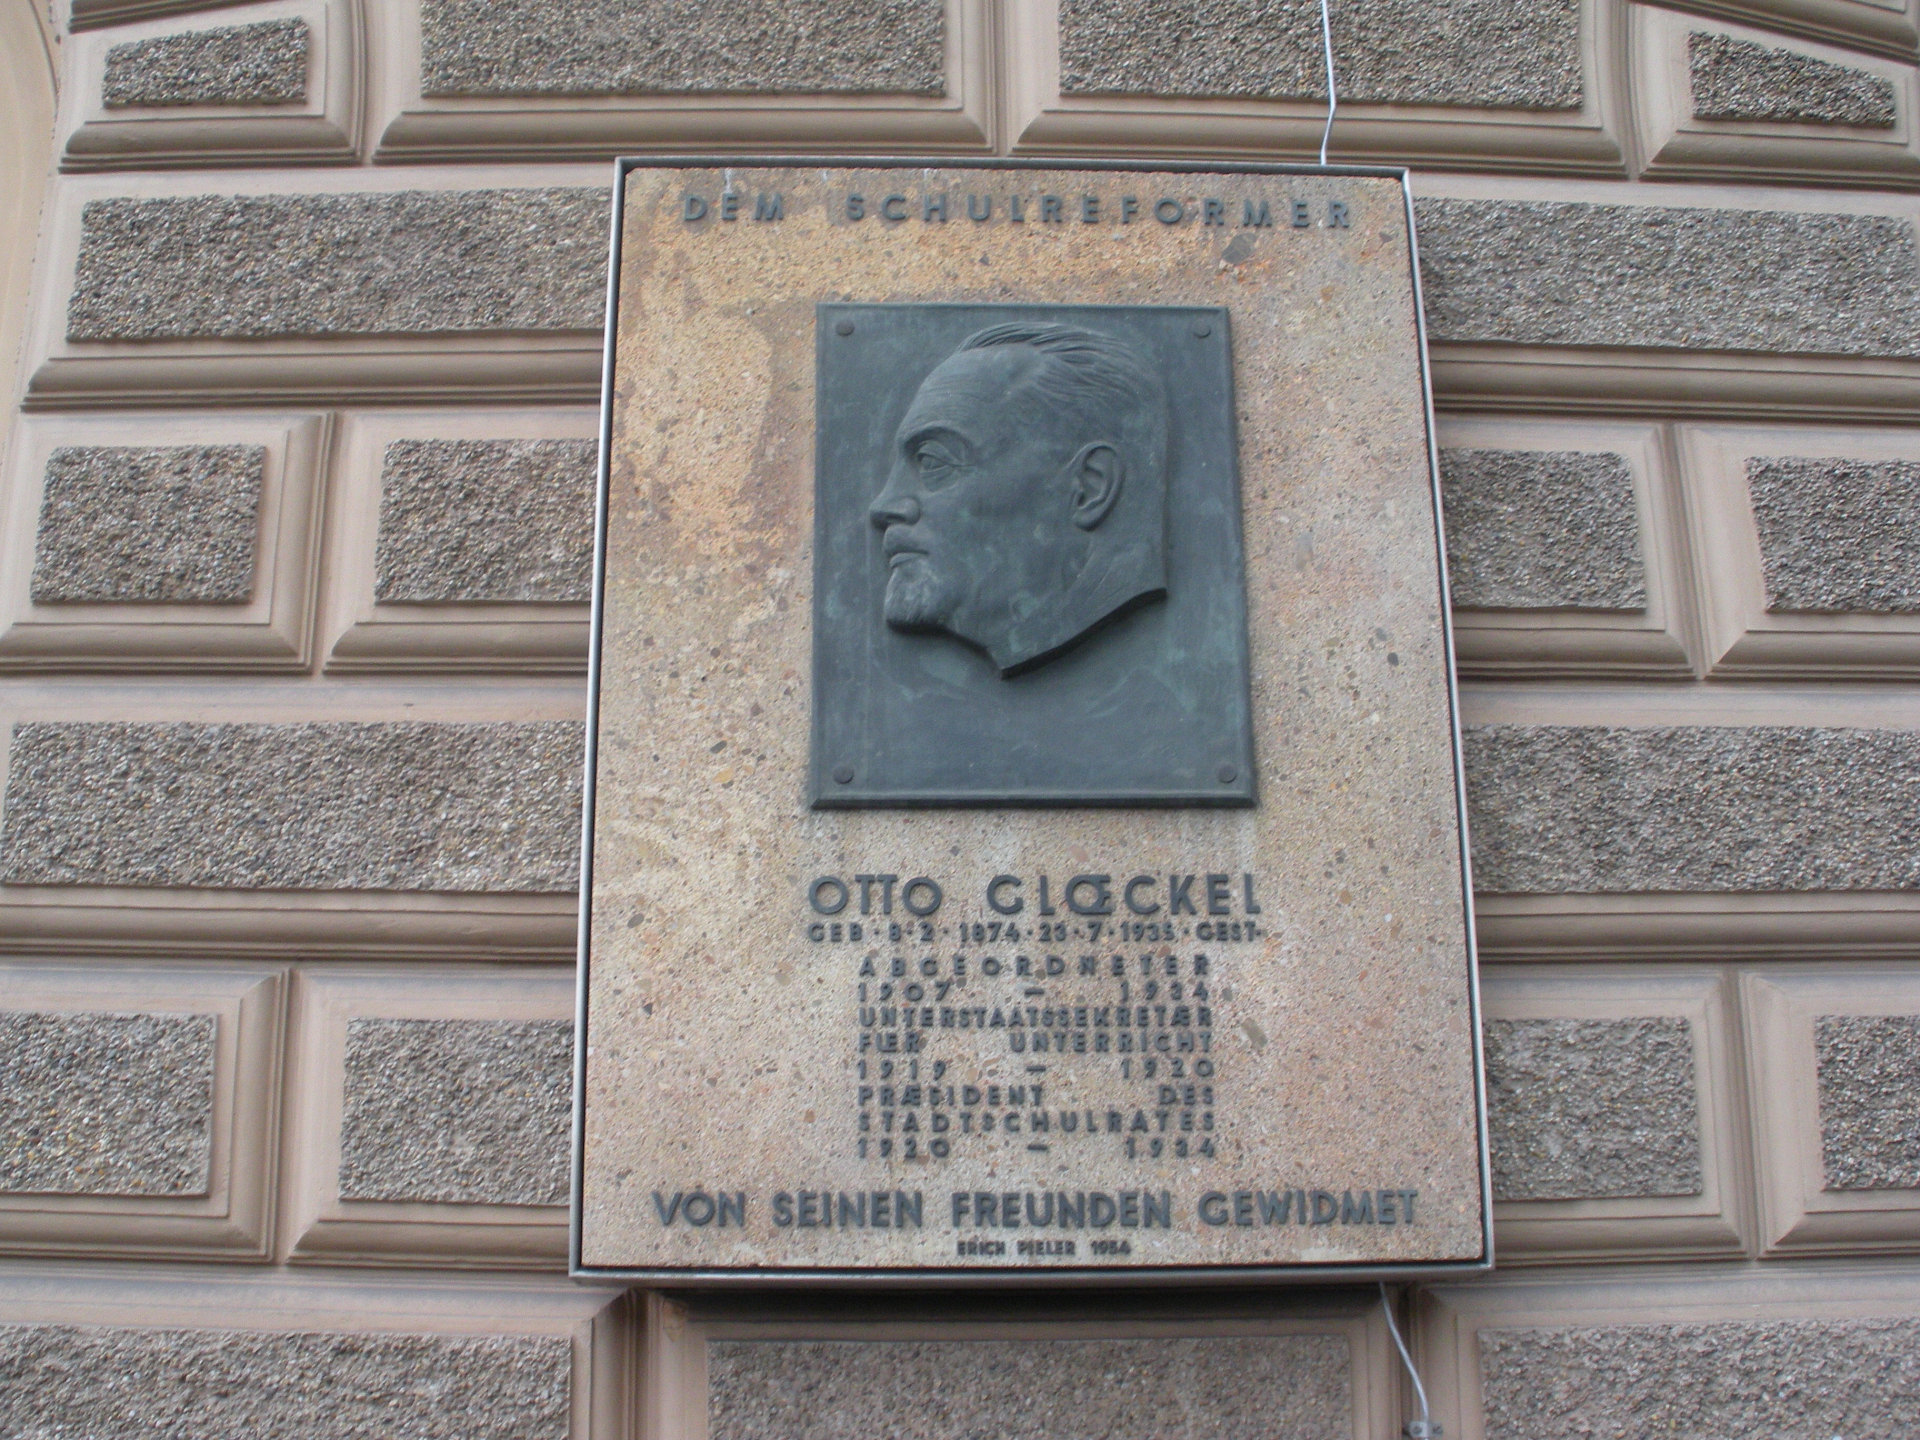 DEM SCHULREFORMER
OTTO GLŒCKEL
GEB·8·2·1874·23·7·1935·GEST·
ABGEORDNETER
1907 – 1934
UNTERSTAATSSEKRETÆR
FŒR UNTERRICHT
1919 – 1920
PRÆSIDENT DES
STADTSCHULRATES
1920 – 1934
VON SEINEN FREUNDEN GEWIDMET
ERICH PIELER 1954